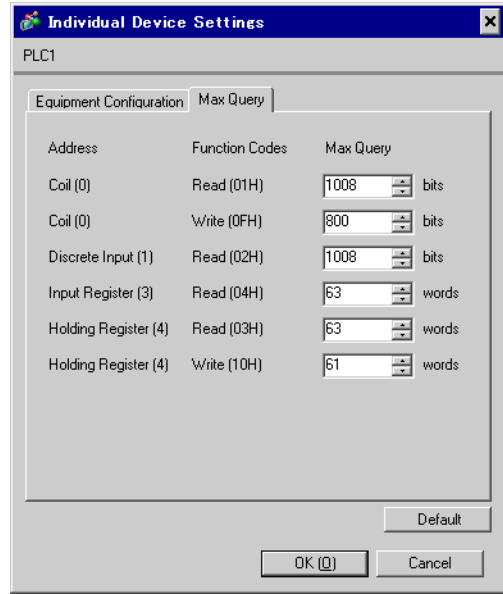 Individual Device Settings
PLC1
Equipment Configuration Max Query
Address Function Codes Max Query
Coil (0) Read (01H) 1008 bits
Coil (0) Write (0FH) 800 bits
Discrete Input (1) Read (02H) 1008 bits
Input Register (3) Read (04H) 63 words
Holding Register (4) Read (03H) 63 words
Holding Register (4) Write (10H) 61 words
Default
OK (O) Cancel